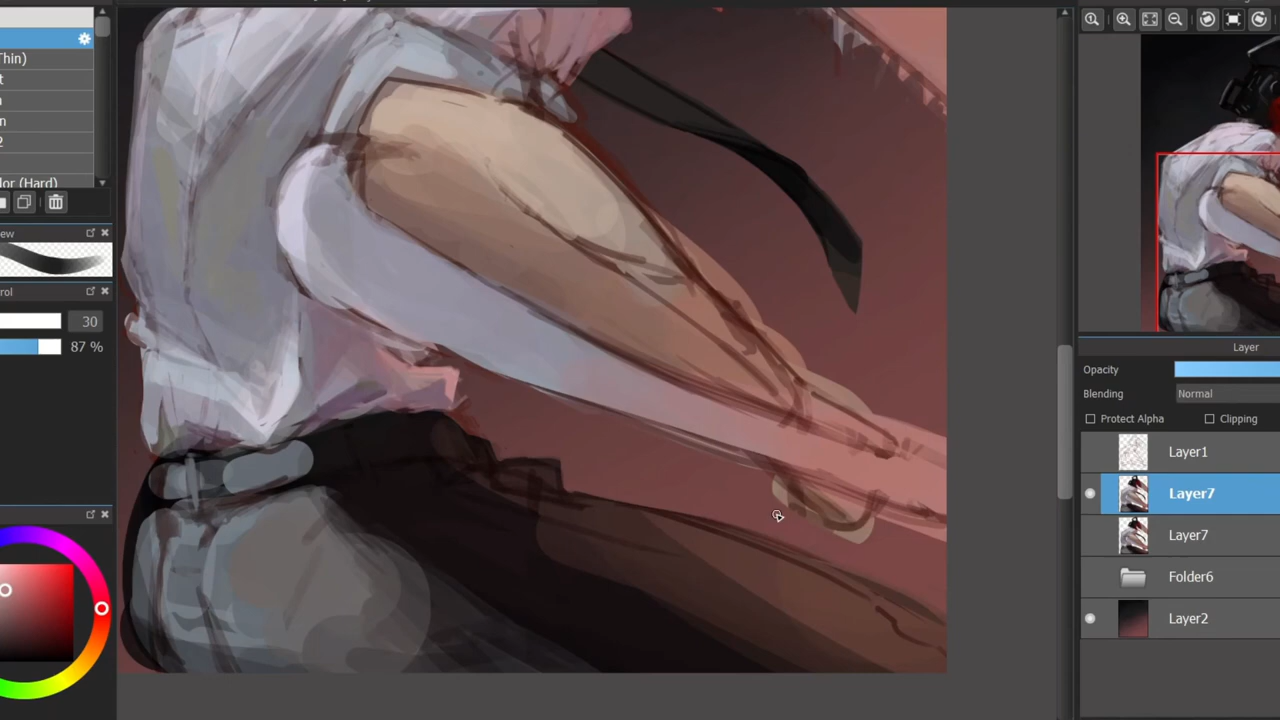 Thin)
t
n
2
lor (Hard)
ew
rol
30
87 %
Layer
Opacity
Blending
Normal
Protect Alpha
Clipping
Layer1
Layer7
Layer7
Folder6
Layer2